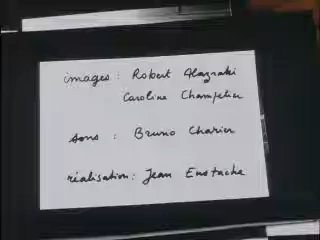 images : Robert Alazraki
Caroline Champetier
sons : Bruno Charier
réalisation : Jean Eustache